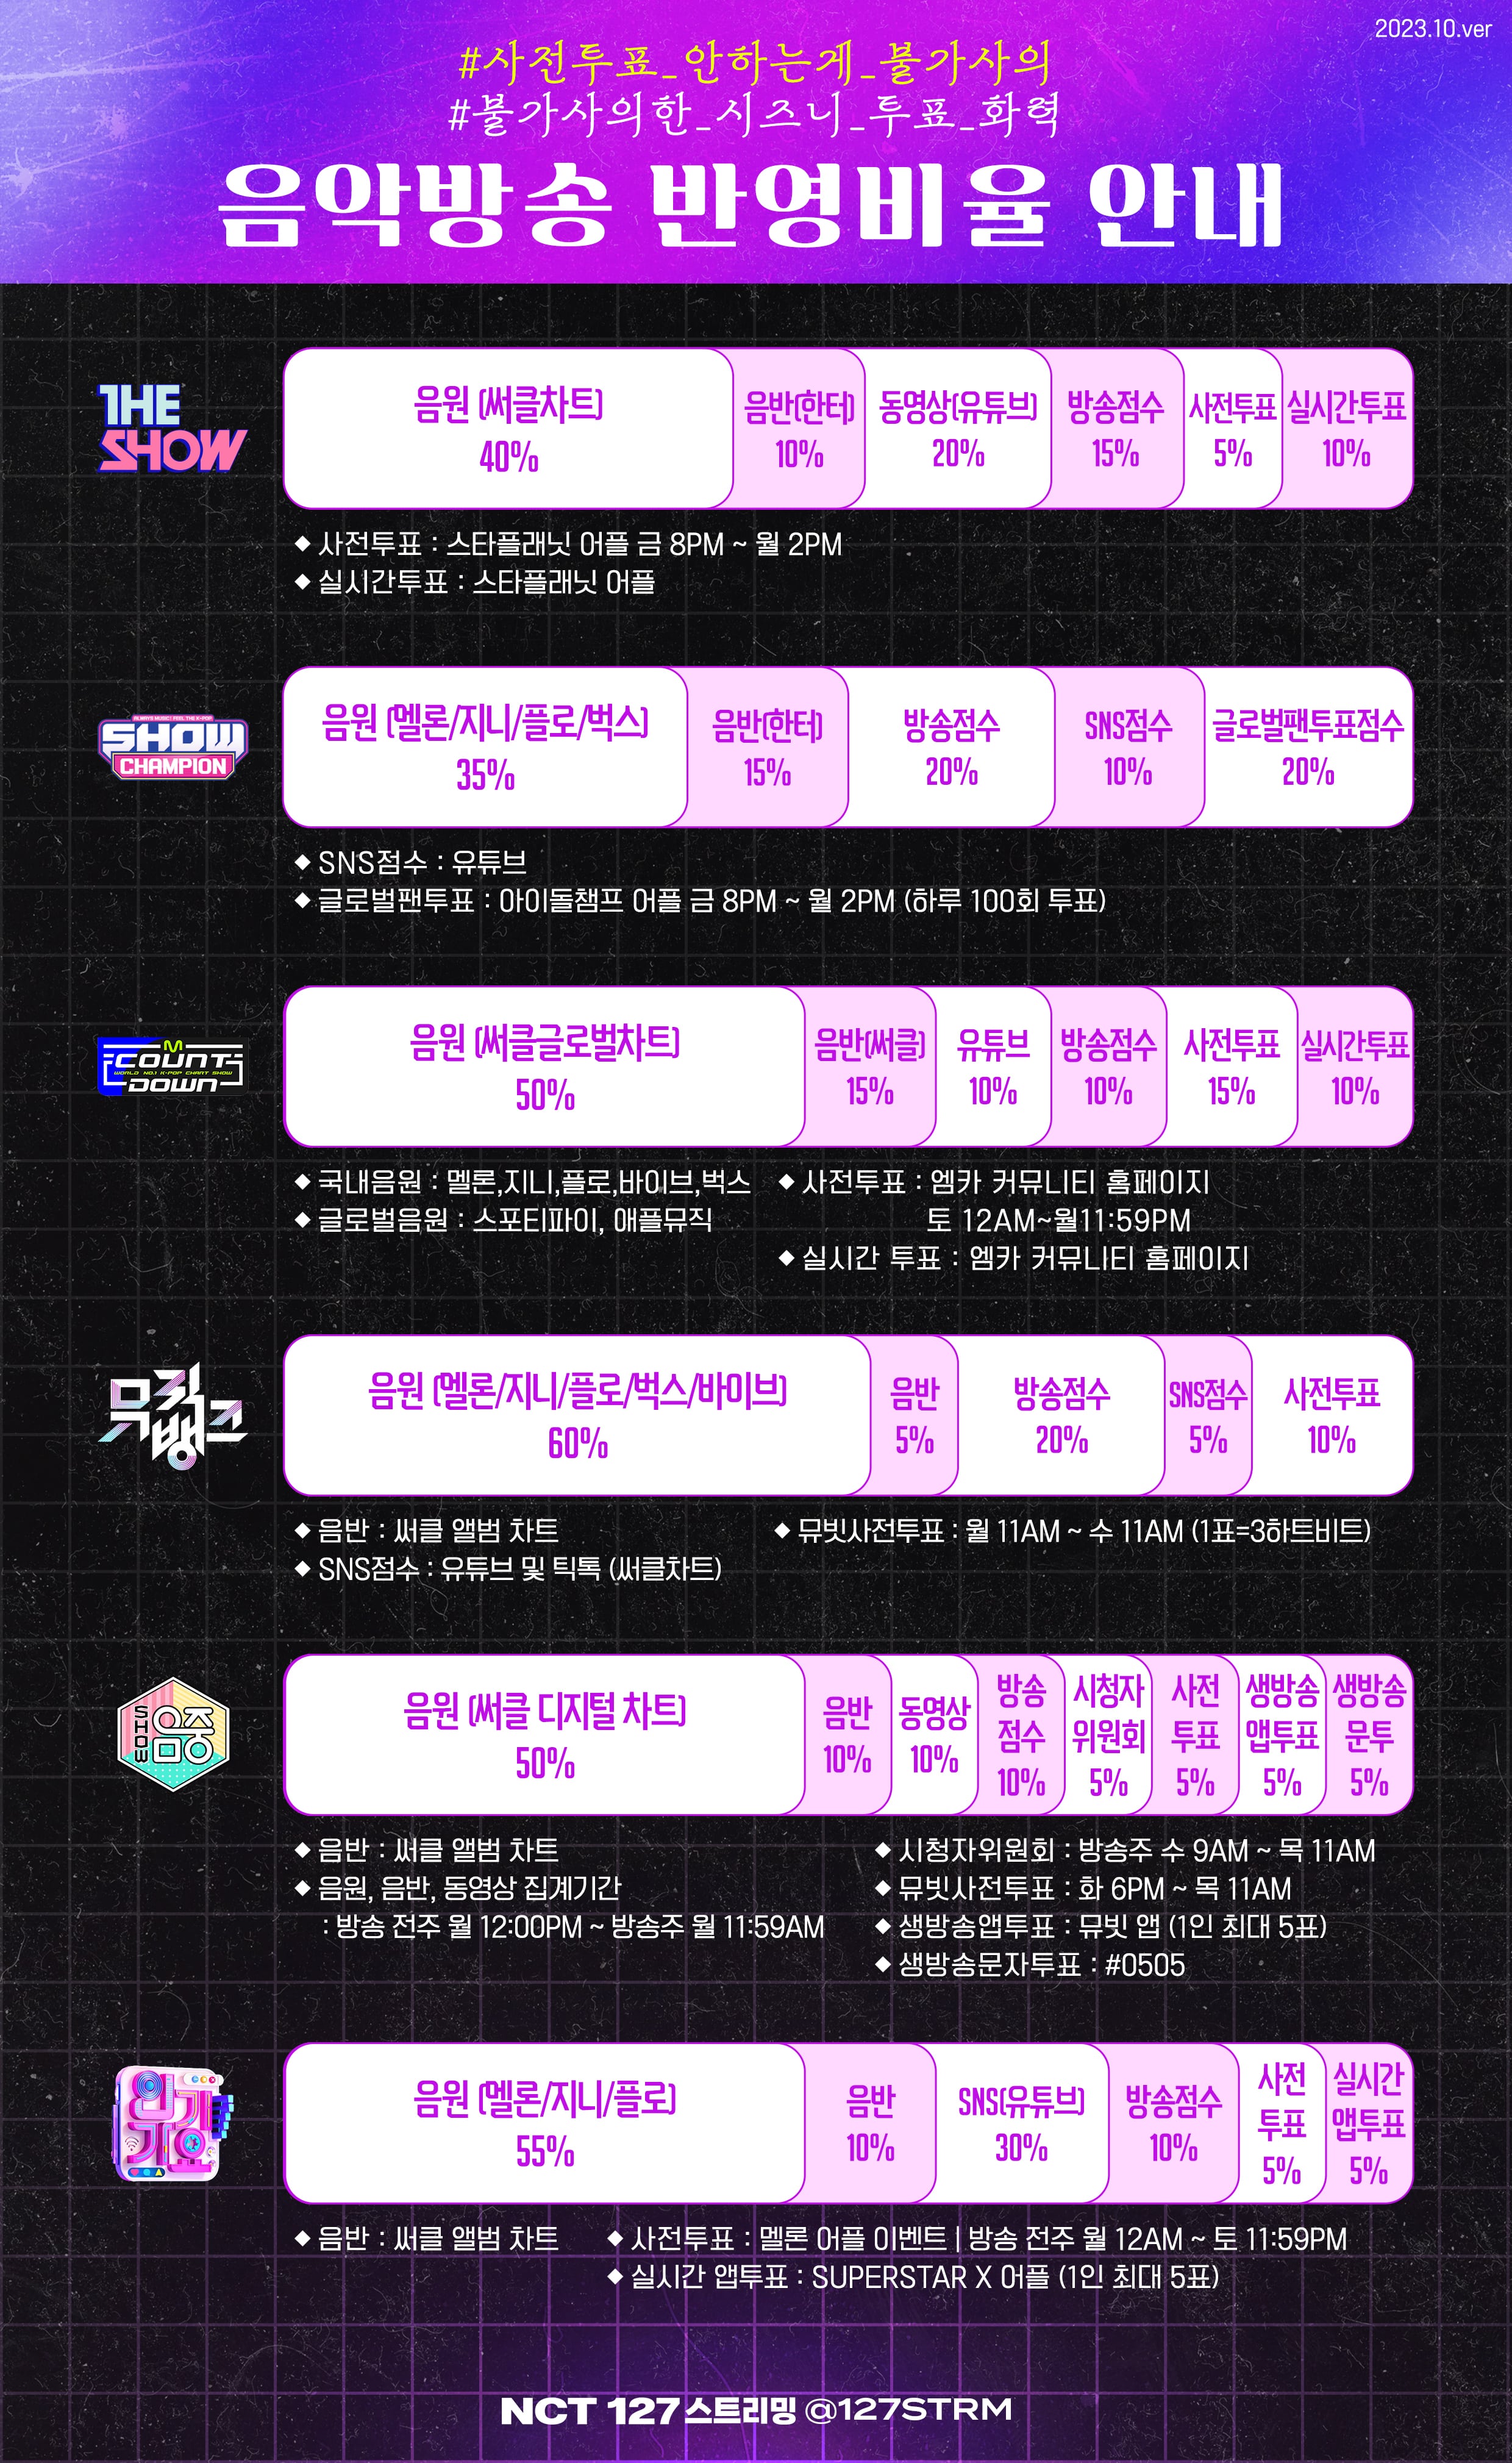 2023.10.ver
#사전투표_안하는게_불가사의
#불가사의한_시즈니_투표_화력
음악방송 반영비율 안내
THE
SHOW
음원 (써클차트)
40%
음반(한터)
10%
동영상(유튜브)
20%
방송점수
15%
사전투표
5%
실시간투표
10%
◆ 사전투표 : 스타플래닛 어플 금 8PM ~ 월 2PM
◆ 실시간투표 : 스타플래닛 어플
ALWAYS MUSIC! FEEL THE K-POP
SHOW
CHAMPION
음원 (멜론/지니/플로/벅스)
35%
음반(한터)
15%
방송점수
20%
SNS점수
10%
글로벌팬투표점수
20%
◆ SNS점수 : 유튜브
◆ 글로벌팬투표 : 아이돌챔프 어플 금 8PM ~ 월 2PM (하루 100회 투표)
M
COUNT
WORLD NO.1 K-POP CHART SHOW
DOWN
음원 (써클글로벌차트)
50%
음반(써클)
15%
유튜브
10%
방송점수
10%
사전투표
15%
실시간투표
10%
◆ 국내음원 : 멜론,지니,플로,바이브,벅스
◆ 글로벌음원 : 스포티파이, 애플뮤직
◆ 사전투표 : 엠카 커뮤니티 홈페이지
토 12AM~월11:59PM
◆ 실시간 투표 : 엠카 커뮤나티 홈페이지
뮤직
뱅크
음원 (멜론/지니/플로/벅스/바이브)
60%
음반
5%
방송점수
20%
SNS점수
5%
사전투표
10%
◆ 음반 : 써클 앨범 차트
◆ SNS점수 : 유튜브 및 틱톡 (써클차트)
◆ 뮤빗사전투표 : 월 11AM ~ 수 11AM (1표=3하트비트)
SHOW
음중
음원 (써클 디지털 차트)
50%
음반
10%
동영상
10%
방송
점수
10%
시청자
위원회
5%
사전
투표
5%
생방송
앱투표
5%
생방송
문투
5%
◆ 음반 : 써클 앨범 차트
◆ 음원, 음반, 동영상 집계기간
: 방송 전주 월 12:00PM ~ 방송주 월 11:59AM
◆ 시청자위원회 : 방송주 수 9AM ~ 목 11AM
◆ 뮤빗사전투표 : 화 6PM ~ 목 11AM
◆ 생방송앱투표 : 뮤빗 앱 (1인 최대 5표)
◆ 생방송문자투표 : #0505
인기
가요
음원 (멜론/지니/플로)
55%
음반
10%
SNS(유튜브)
30%
방송점수
10%
사전
투표
5%
실시간
앱투표
5%
◆ 음반 : 써클 앨범 차트
◆ 사전투표 : 멜론 어플 이벤트 | 방송 전주 월 12AM ~ 토 11:59PM
◆ 실시간 앱투표 : SUPERSTAR X 어플 (1인 최대 5표)
NCT 127 스트리밍 @127STRM